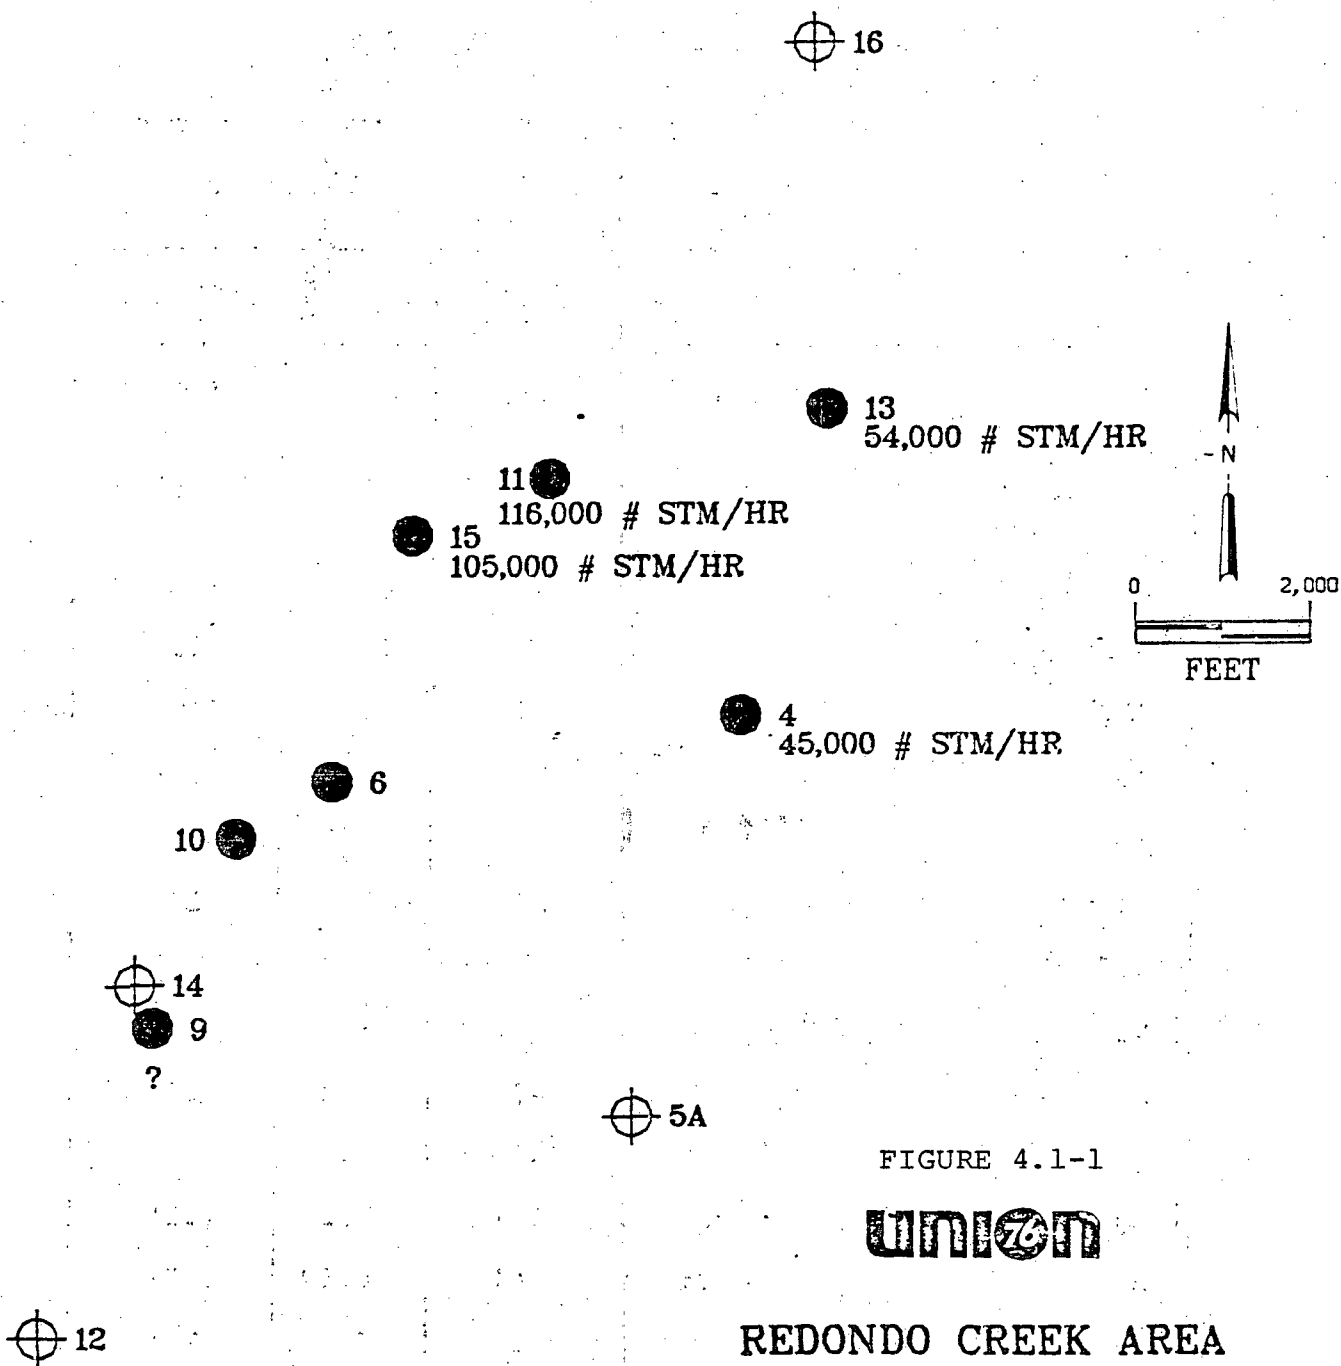 16
13
54,000 # STM/HR
11
116,000 # STM/HR
15
105,000 # STM/HR
-N
0 2,000
FEET
4
45,000 # STM/HR
6
10
14
9
?
5A
FIGURE 4.1-1
union 76
12
REDONDO CREEK AREA